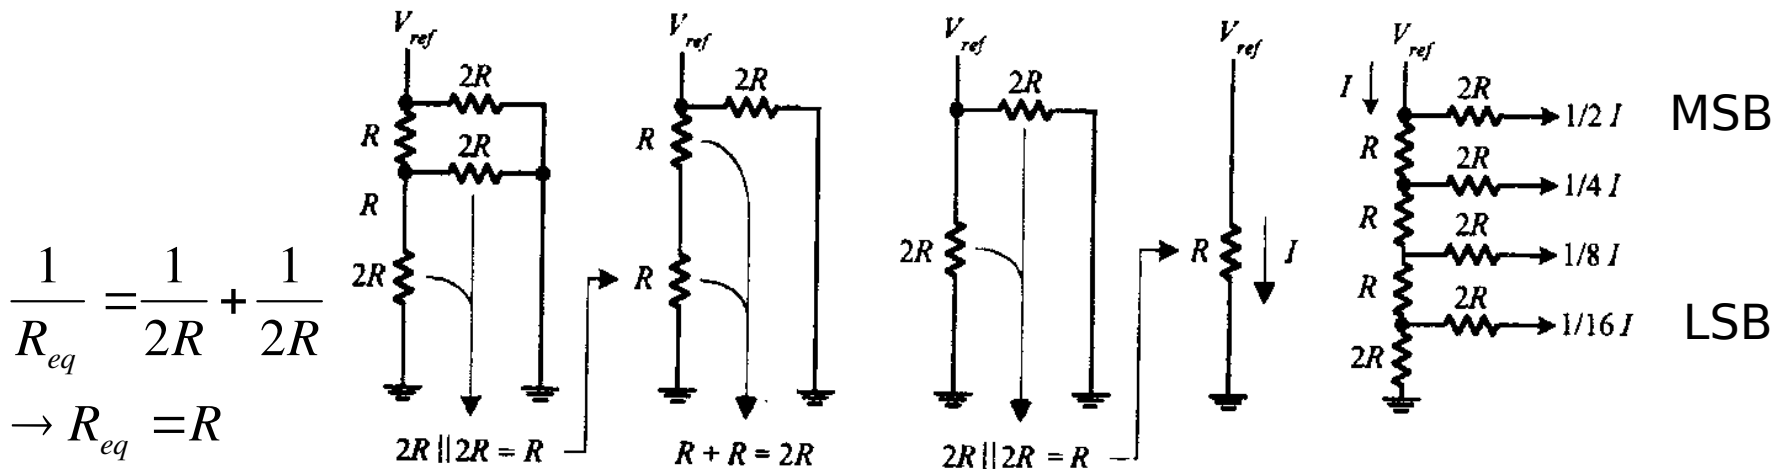 1/R_eq = 1/2R + 1/2R
→ R_eq = R
V_ref
2R
R
2R
R
2R
2R || 2R = R
V_ref
2R
R
R
R + R = 2R
V_ref
2R
2R
2R || 2R = R
V_ref
R
I
V_ref
I
2R
1/2 I
MSB
R
2R
1/4 I
R
2R
1/8 I
R
2R
1/16 I
LSB
2R